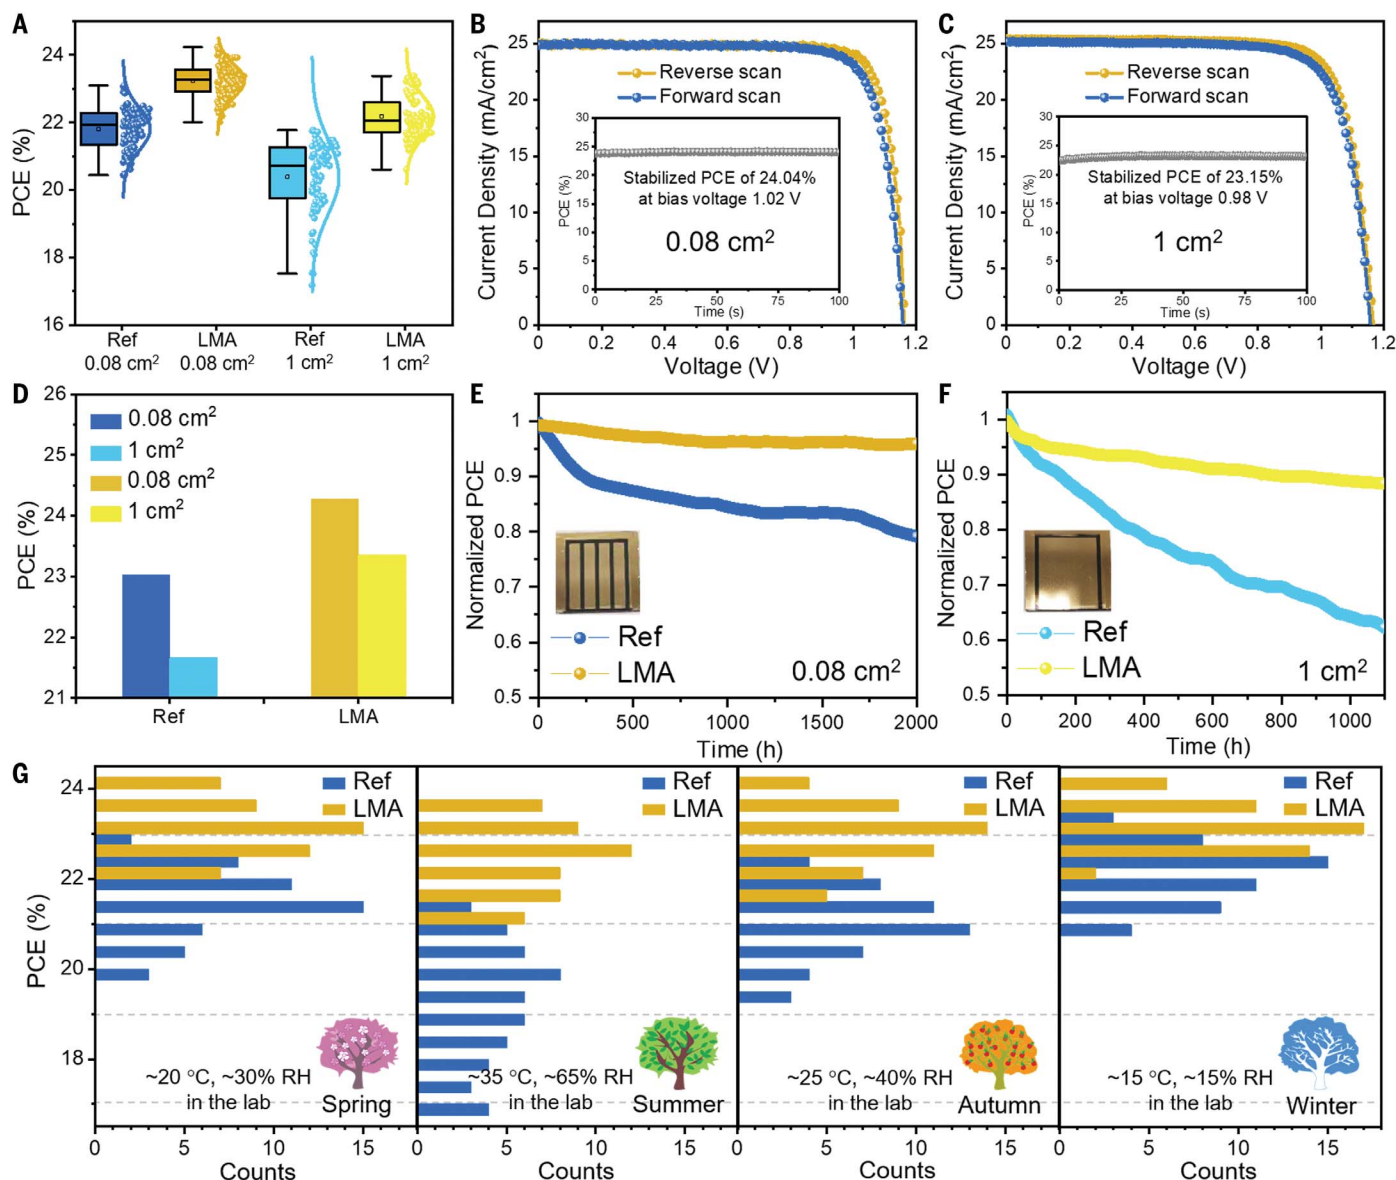 A
24
22
20
18
16
PCE (%)
Ref
0.08 cm²
LMA
0.08 cm²
Ref
1 cm²
LMA
1 cm²
B
25
20
15
10
5
0
Current Density (mA/cm²)
Reverse scan
Forward scan
30
25
20
15
10
5
0
PCE (%)
Stabilized PCE of 24.04%
at bias voltage 1.02 V
0.08 cm²
0 25 50 75 100
Time (s)
0 0.2 0.4 0.6 0.8 1 1.2
Voltage (V)
C
25
20
15
10
5
0
Current Density (mA/cm²)
Reverse scan
Forward scan
30
25
20
15
10
5
0
PCE (%)
Stabilized PCE of 23.15%
at bias voltage 0.98 V
1 cm²
0 25 50 75 100
Time (s)
0 0.2 0.4 0.6 0.8 1 1.2
Voltage (V)
D
26
25
24
23
22
21
PCE (%)
0.08 cm²
1 cm²
0.08 cm²
1 cm²
Ref LMA
E
1
0.9
0.8
0.7
0.6
0.5
Normalized PCE
Ref
LMA
0.08 cm²
0 500 1000 1500 2000
Time (h)
F
1
0.9
0.8
0.7
0.6
0.5
Normalized PCE
Ref
LMA
1 cm²
0 200 400 600 800 1000
Time (h)
G
24
22
20
18
PCE (%)
Ref
LMA
~20 °C, ~30% RH
in the lab
Spring
0 5 10 15
Counts
Ref
LMA
~35 °C, ~65% RH
in the lab
Summer
0 5 10 15
Counts
Ref
LMA
~25 °C, ~40% RH
in the lab
Autumn
0 5 10 15
Counts
Ref
LMA
~15 °C, ~15% RH
in the lab
Winter
0 5 10 15
Counts